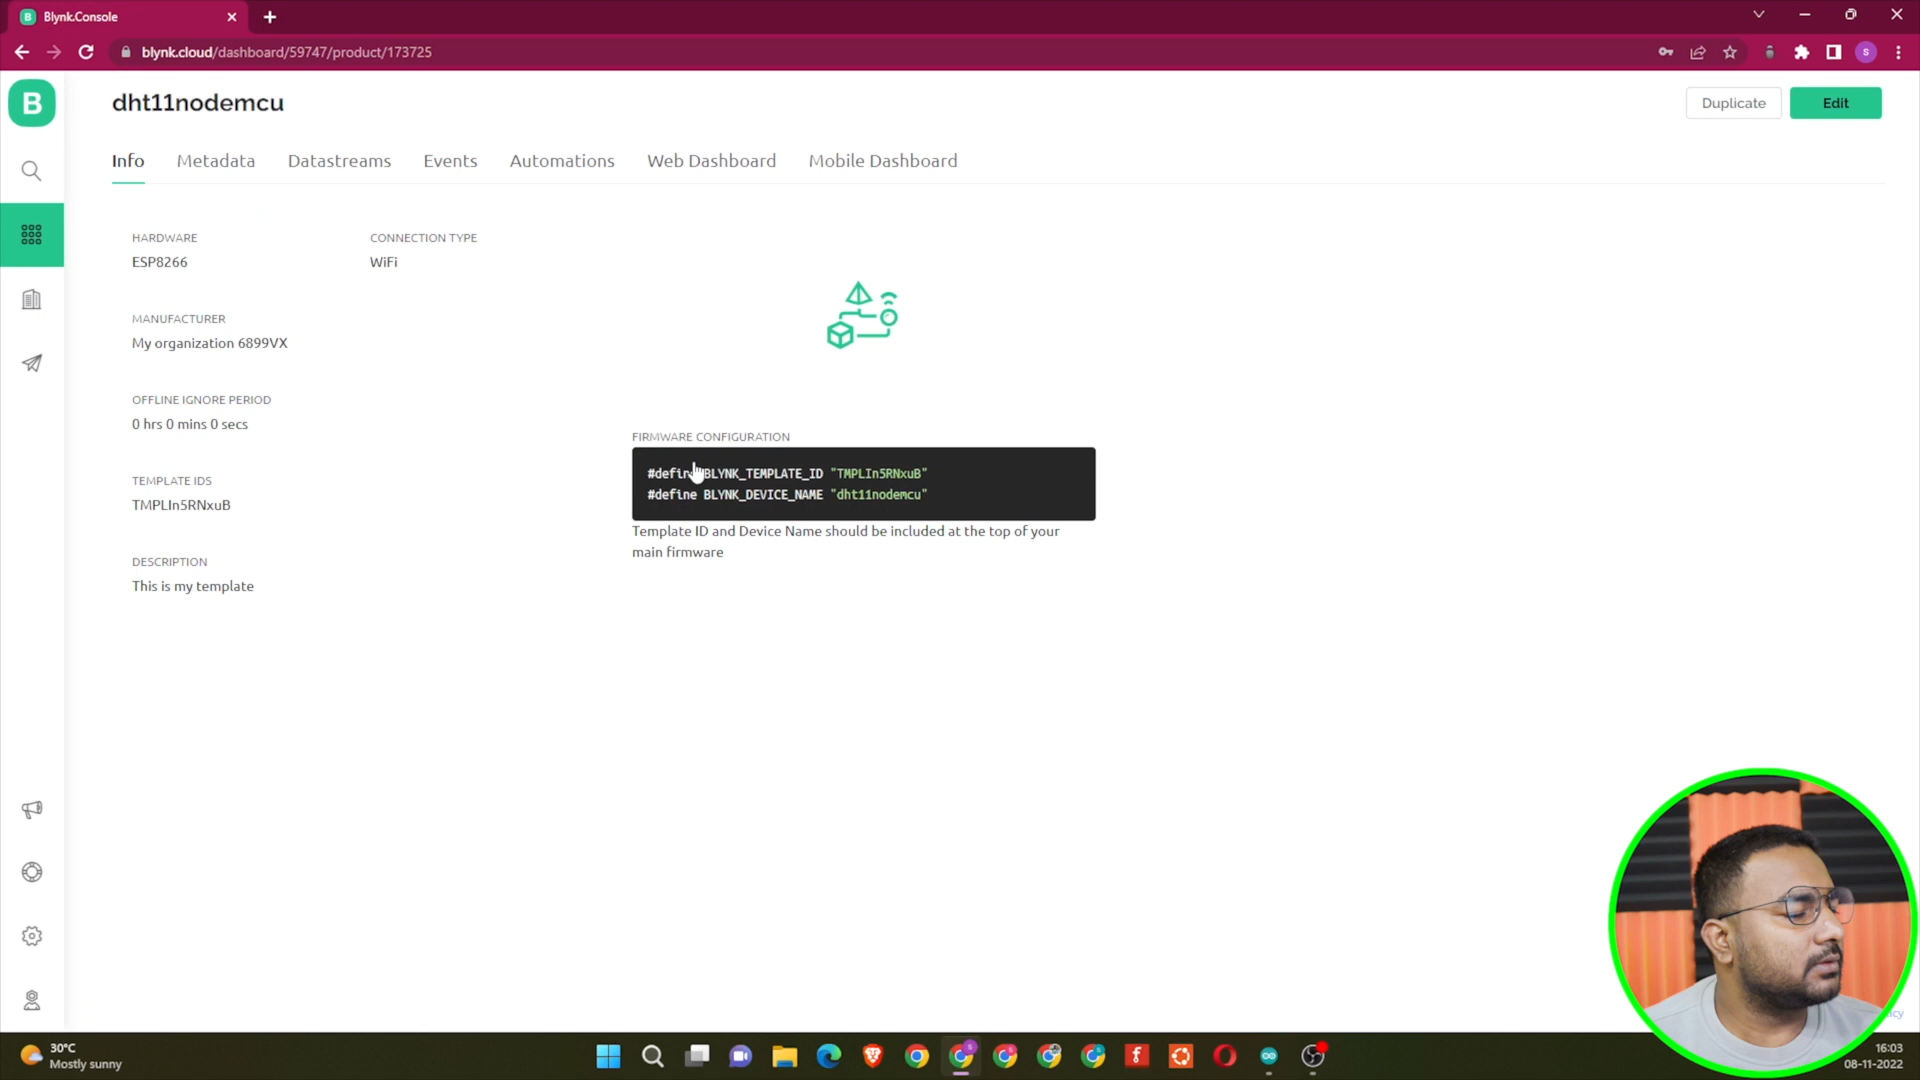 B Blynk.Console
blynk.cloud/dashboard/59747/product/173725
S
B
dht11nodemcu
Duplicate
Edit
Info Metadata Datastreams Events Automations Web Dashboard Mobile Dashboard
HARDWARE
ESP8266
CONNECTION TYPE
WiFi
MANUFACTURER
My organization 6899VX
OFFLINE IGNORE PERIOD
0 hrs 0 mins 0 secs
TEMPLATE IDS
TMPLIn5RNxuB
DESCRIPTION
This is my template
FIRMWARE CONFIGURATION
#define BLYNK_TEMPLATE_ID "TMPLIn5RNxuB"
#define BLYNK_DEVICE_NAME "dht11nodemcu"
Template ID and Device Name should be included at the top of your
main firmware
30°C
Mostly sunny
16:03
08-11-2022